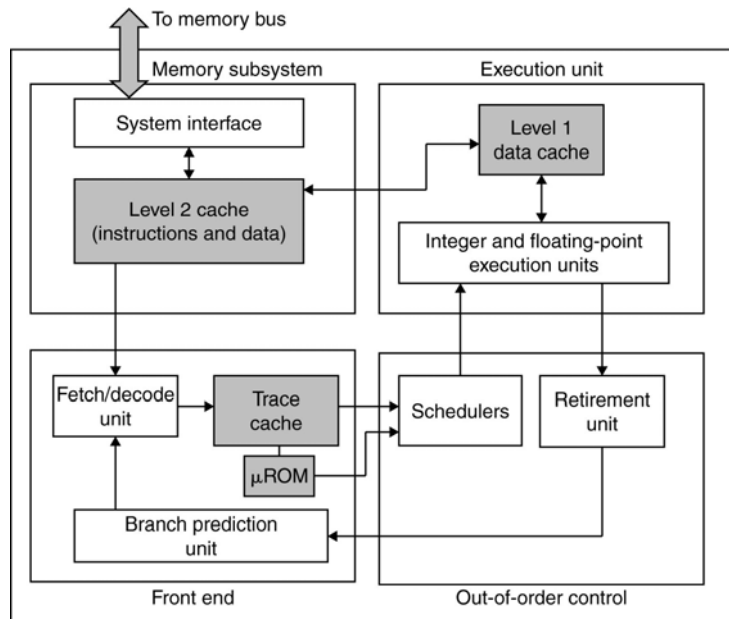 To memory bus
Memory subsystem
Execution unit
System interface
Level 1
data cache
Level 2 cache
(instructions and data)
Integer and floating-point
execution units
Fetch/decode
unit
Trace
cache
Schedulers
Retirement
unit
μROM
Branch prediction
unit
Front end
Out-of-order control